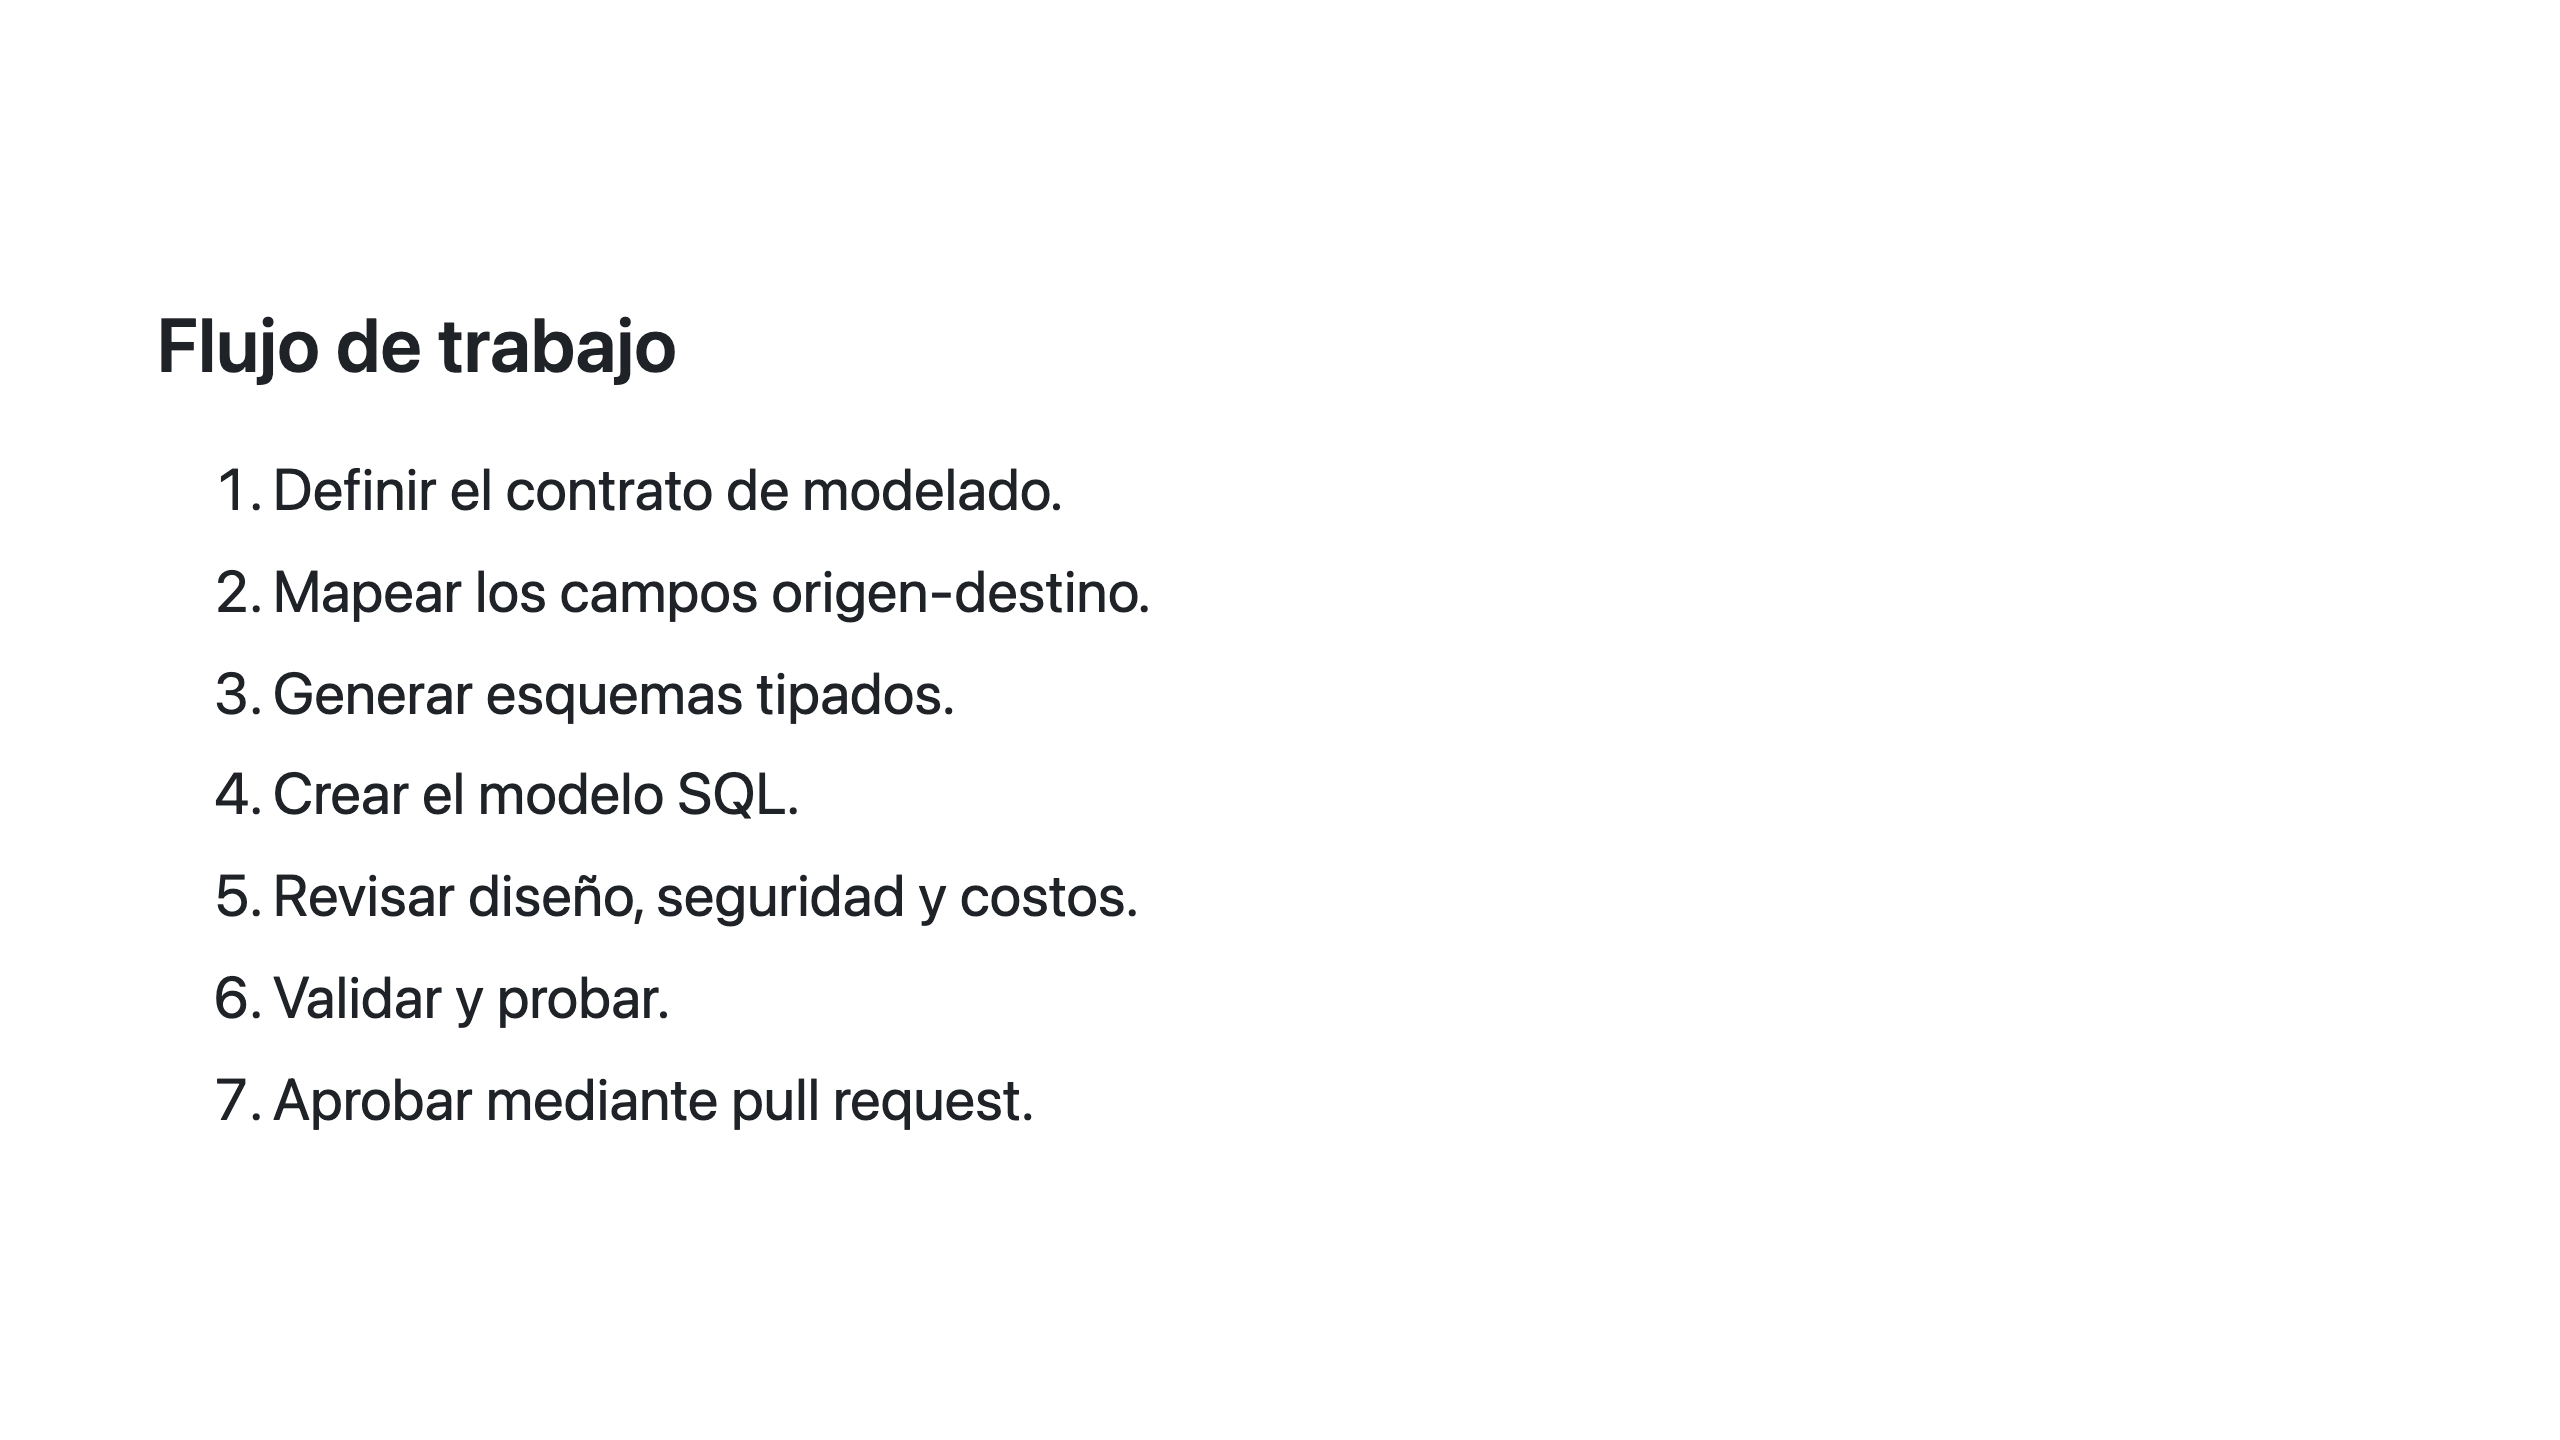 Flujo de trabajo
1. Definir el contrato de modelado.
2. Mapear los campos origen-destino.
3. Generar esquemas tipados.
4. Crear el modelo SQL.
5. Revisar diseño, seguridad y costos.
6. Validar y probar.
7. Aprobar mediante pull request.